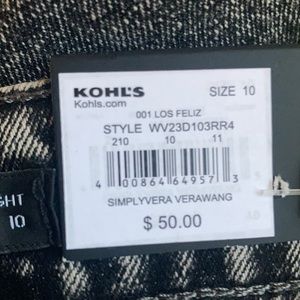 KOHL'S
Kohls.com
SIZE 10
001 LOS FELIZ
STYLE WV23D103RR4
210 10 11
4 00864 64957 3
SIMPLYVERA VERAWANG
$ 50.00
GHT
10